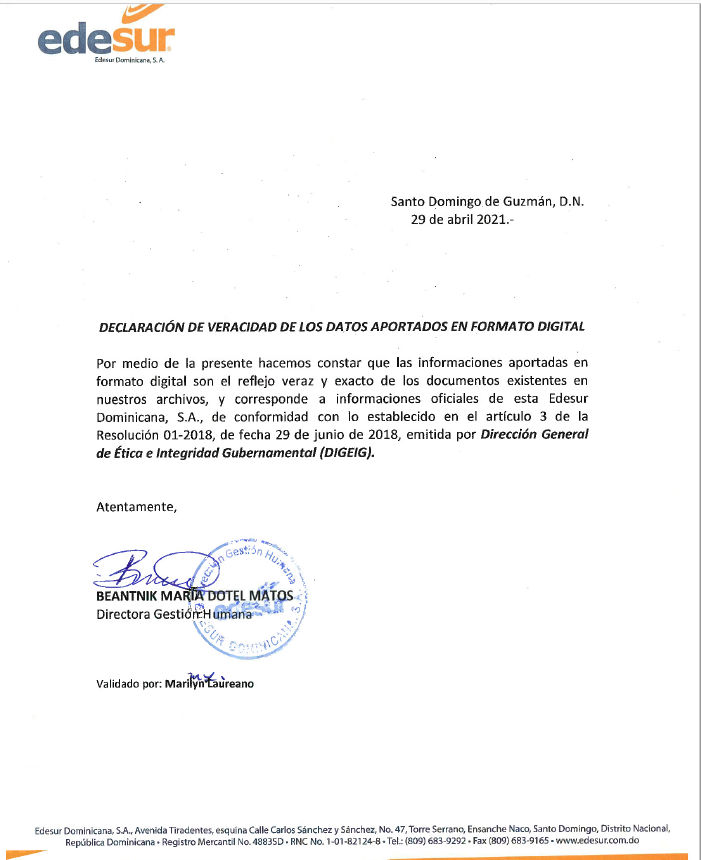 edesur
Edesur Dominicana, S.A.
Santo Domingo de Guzmán, D.N.
29 de abril 2021.-
DECLARACIÓN DE VERACIDAD DE LOS DATOS APORTADOS EN FORMATO DIGITAL
Por medio de la presente hacemos constar que las informaciones aportadas en
formato digital son el reflejo veraz y exacto de los documentos existentes en
nuestros archivos, y corresponde a informaciones oficiales de esta Edesur
Dominicana, S.A., de conformidad con lo establecido en el artículo 3 de la
Resolución 01-2018, de fecha 29 de junio de 2018, emitida por Dirección General
de Ética e Integridad Gubernamental (DIGEIG).
Atentamente,
Dirección Gestión Humana
edesur
EDESUR DOMINICANA, S.A.
BEANTNIK MARÍA DOTEL MATOS
Directora Gestión Humana
Validado por: Marilyn Laureano
Edesur Dominicana, S.A., Avenida Tiradentes, esquina Calle Carlos Sánchez y Sánchez, No. 47, Torre Serrano, Ensanche Naco, Santo Domingo, Distrito Nacional,
República Dominicana • Registro Mercantil No. 4883SD • RNC No. 1-01-82124-8 • Tel.: (809) 683-9292 • Fax (809) 683-9165 • www.edesur.com.do